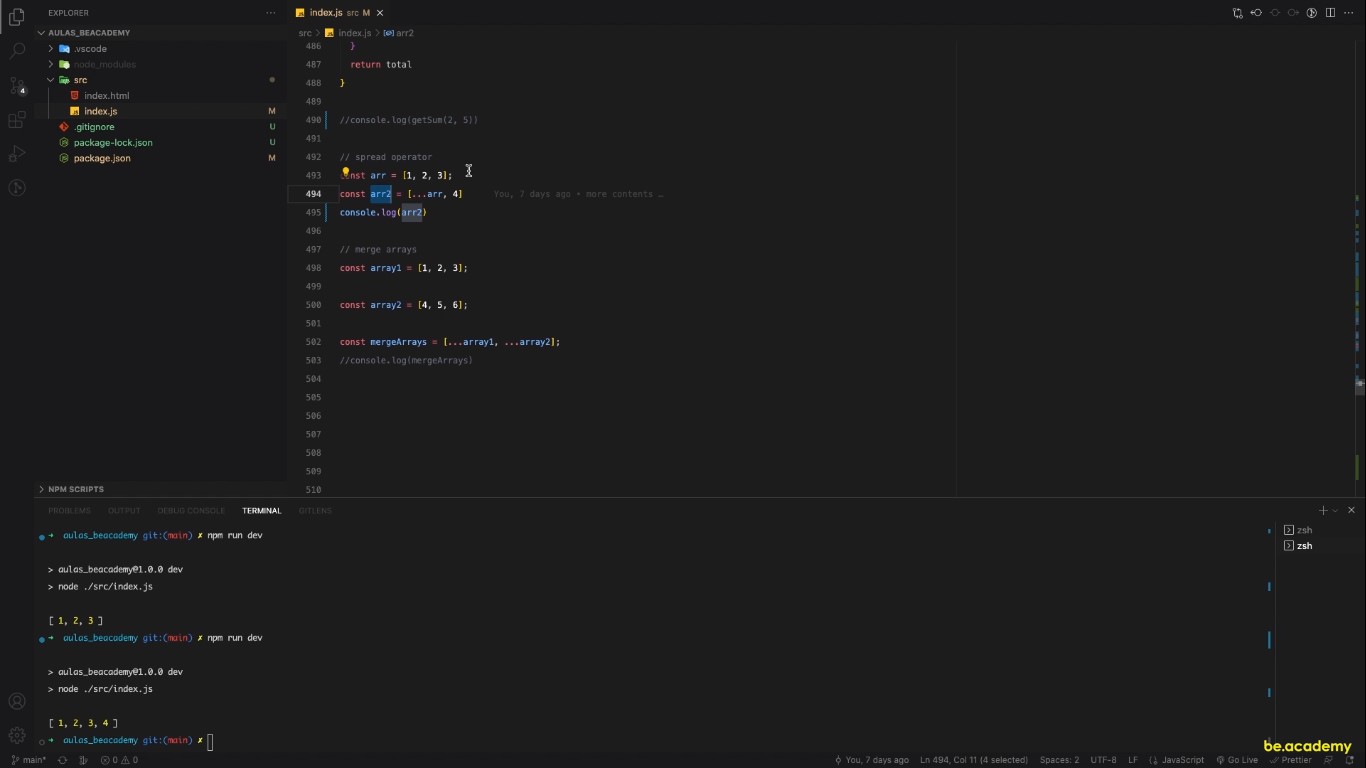 EXPLORER
AULAS_BEACADEMY
.vscode
node_modules
src
index.html
index.js M
.gitignore U
package-lock.json U
package.json M
4
NPM SCRIPTS
index.js src M
src > index.js > arr2
486 }
487 return total
488 }
489
490 //console.log(getSum(2, 5))
491
492 // spread operator
493 nst arr = [1, 2, 3];
494 const arr2 = [...arr, 4] You, 7 days ago • more contents …
495 console.log(arr2)
496
497 // merge arrays
498 const array1 = [1, 2, 3];
499
500 const array2 = [4, 5, 6];
501
502 const mergeArrays = [...array1, ...array2];
503 //console.log(mergeArrays)
504
505
506
507
508
509
510
PROBLEMS OUTPUT DEBUG CONSOLE TERMINAL GITLENS
→ aulas_beacademy git:(main) ✗ npm run dev
> aulas_beacademy@1.0.0 dev
> node ./src/index.js
[ 1, 2, 3 ]
→ aulas_beacademy git:(main) ✗ npm run dev
> aulas_beacademy@1.0.0 dev
> node ./src/index.js
[ 1, 2, 3, 4 ]
→ aulas_beacademy git:(main) ✗
zsh
zsh
be.academy
main* 0 0 You, 7 days ago Ln 494, Col 11 (4 selected) Spaces: 2 UTF-8 LF JavaScript Go Live Prettier